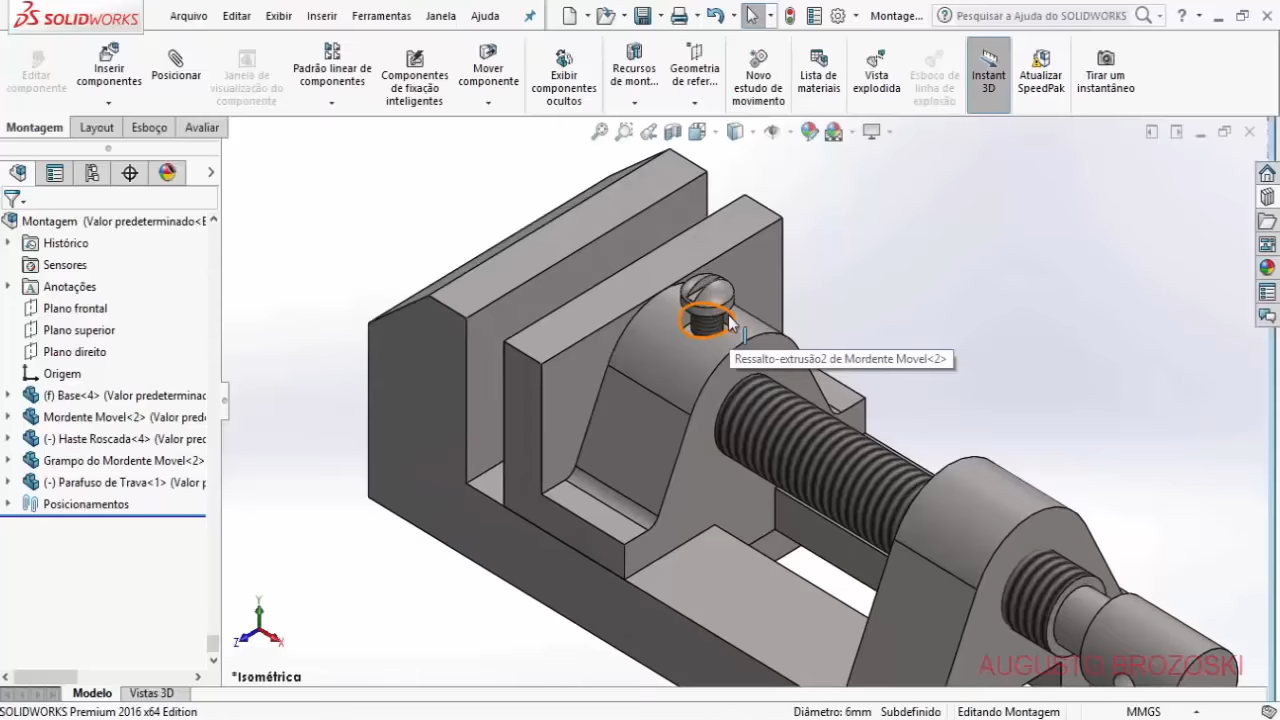 SOLIDWORKS
Arquivo Editar Exibir Inserir Ferramentas Janela Ajuda
Montage...
Pesquisar a Ajuda do SOLIDWORKS
?
Editar componente
Inserir componentes
Posicionar
Janela de visualização do componente
Padrão linear de componentes
Componentes de fixação inteligentes
Mover componente
Exibir componentes ocultos
Recursos de mont...
Geometria de refer...
Novo estudo de movimento
Lista de materiais
Vista explodida
Esboço de linha de explosão
Instant 3D
Atualizar SpeedPak
Tirar um instantâneo
Montagem Layout Esboço Avaliar
Montagem (Valor predeterminado<E
Histórico
Sensores
Anotações
Plano frontal
Plano superior
Plano direito
Origem
(f) Base<4> (Valor predeterminac
Mordente Movel<2> (Valor pred
(-) Haste Roscada<4> (Valor pred
Grampo do Mordente Movel<2>
(-) Parafuso de Trava<1> (Valor p
Posicionamentos
Ressalto-extrusão2 de Mordente Movel<2>
Y
Z
X
*Isométrica
AUGUSTO BROZOSKI
Modelo Vistas 3D
SOLIDWORKS Premium 2016 x64 Edition
Diâmetro: 6mm Subdefinido Editando Montagem MMGS